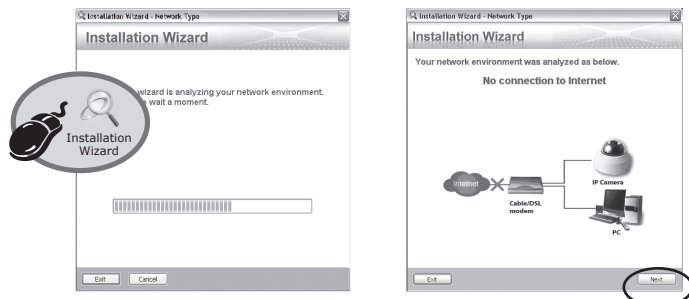 Installation Wizard - Network Type
Installation Wizard
wizard is analyzing your network environment.
wait a moment.
Installation
Wizard
Exit
Cancel
Installation Wizard - Network Type
Installation Wizard
Your network environment was analyzed as below.
No connection to Internet
Internet
IP Camera
Cable/DSL
modem
PC
Exit
Next